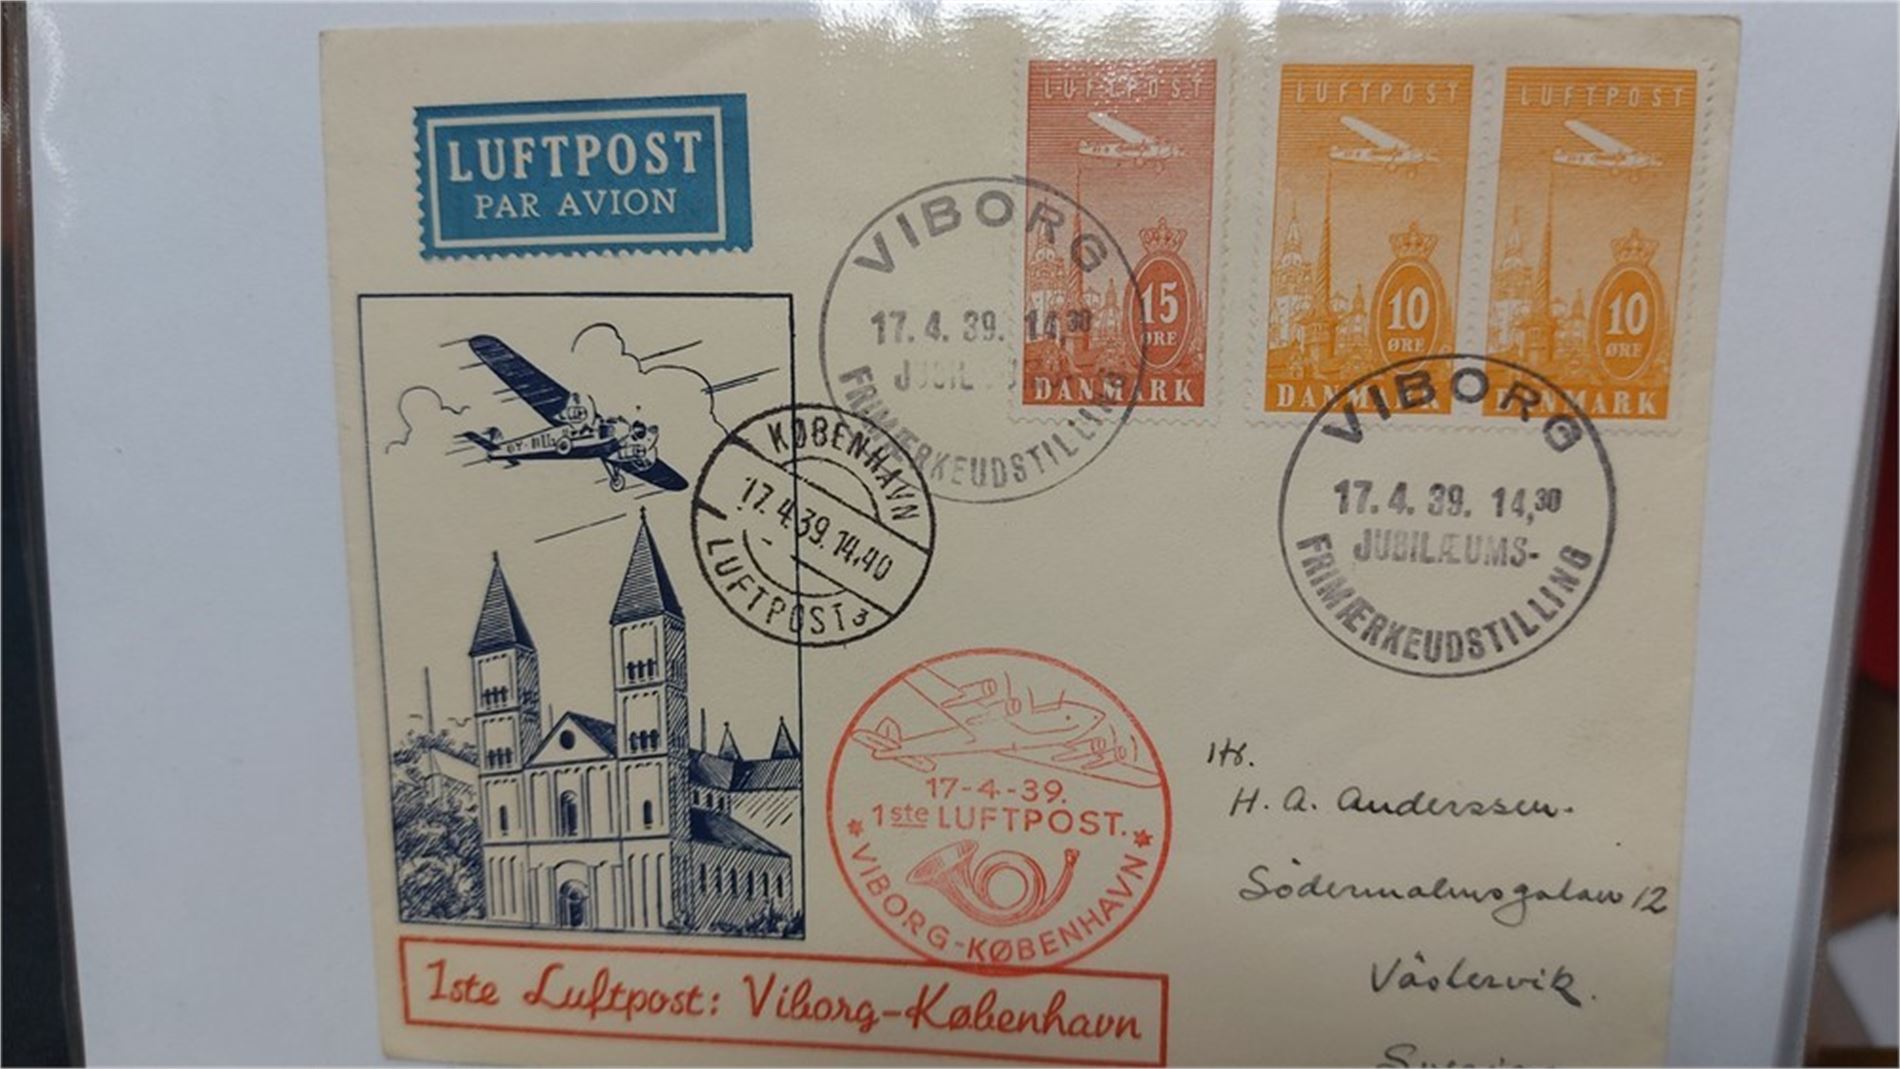 LUFTPOST
PAR AVION
LUFTPOST
15
ØRE
DANMARK
LUFTPOST
10
ØRE
DANMARK
LUFTPOST
10
ØRE
DANMARK
VIBORG
17. 4. 39. 14,30
FRIMÆRKEUDSTILLING
VIBORG
17. 4. 39. 14,30
JUBILÆUMS-
FRIMÆRKEUDSTILLING
KØBENHAVN
17.4.39.14.40
LUFTPOST 3
17-4-39.
1ste LUFTPOST.
* VIBORG-KØBENHAVN *
Hr.
H. A. Anderssen.
Södermalmsgatan 12
Västervik.
1ste Luftpost: Viborg-København